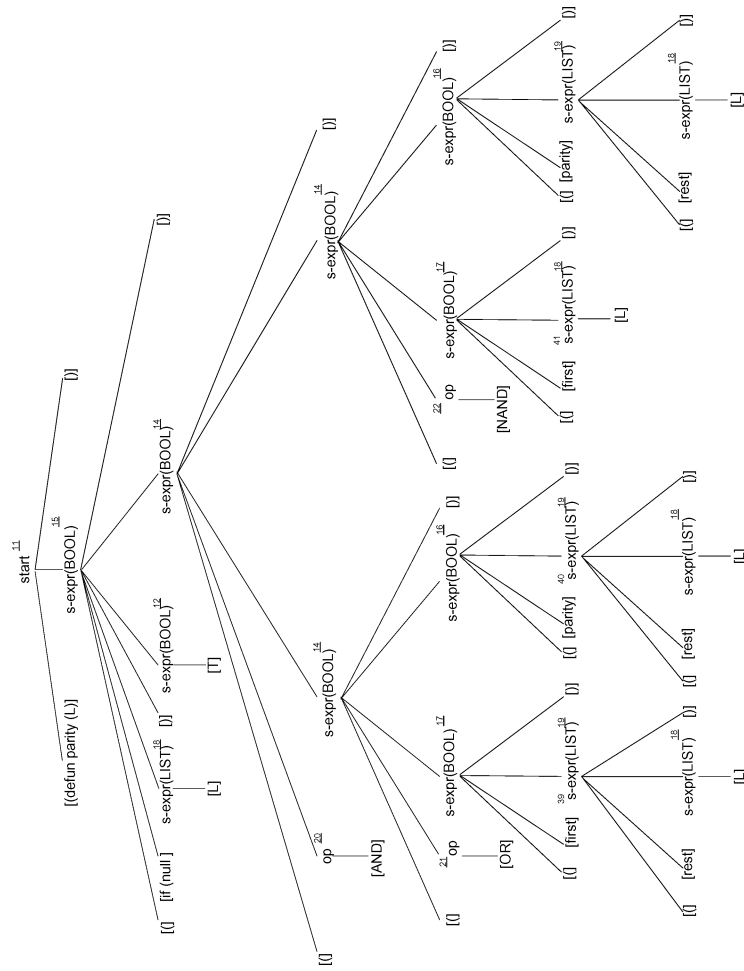 start 11
[(defun parity (L)] s-expr(BOOL) 15 [)]
[(] [if (null ] s-expr(LIST) 18 [)] s-expr(BOOL) 12 s-expr(BOOL) 14 [)]
[L] [T]
[(] op 20 s-expr(BOOL) 14 s-expr(BOOL) 14 [)]
[AND]
[(] 21 op s-expr(BOOL) 17 s-expr(BOOL) 16 [)] [(] 22 op s-expr(BOOL) 17 s-expr(BOOL) 16 [)]
[OR] [NAND]
[(] [first] 39 s-expr(LIST) 19 [)] [(] [parity] 40 s-expr(LIST) 19 [)] [(] [first] 41 s-expr(LIST) 18 [)] [(] [parity] s-expr(LIST) 19 [)]
[L]
[(] [rest] s-expr(LIST) 18 [)] [(] [rest] s-expr(LIST) 18 [)] [(] [rest] s-expr(LIST) 18 [)]
[L] [L] [L]